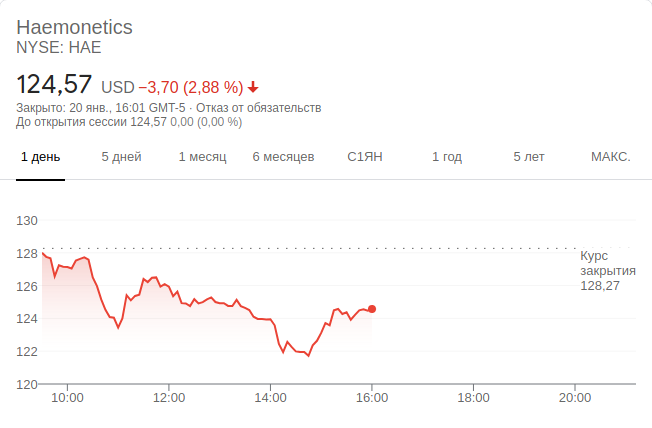 Haemonetics
NYSE: HAE
124,57 USD −3,70 (2,88 %)
Закрыто: 20 янв., 16:01 GMT-5 · Отказ от обязательств
До открытия сессии 124,57 0,00 (0,00 %)
1 день 5 дней 1 месяц 6 месяцев С1ЯН 1 год 5 лет МАКС.
130
128
126
124
122
120
Курс
закрытия
128,27
10:00 12:00 14:00 16:00 18:00 20:00